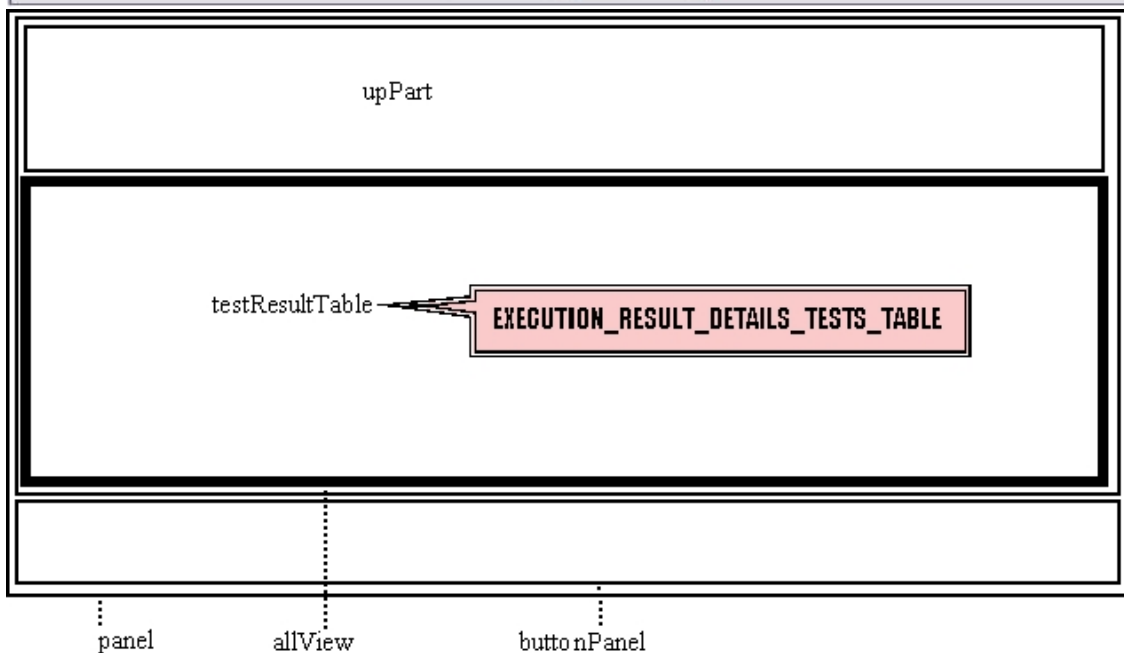 upPart
testResultTable
EXECUTION_RESULT_DETAILS_TESTS_TABLE
panel
allView
buttonPanel